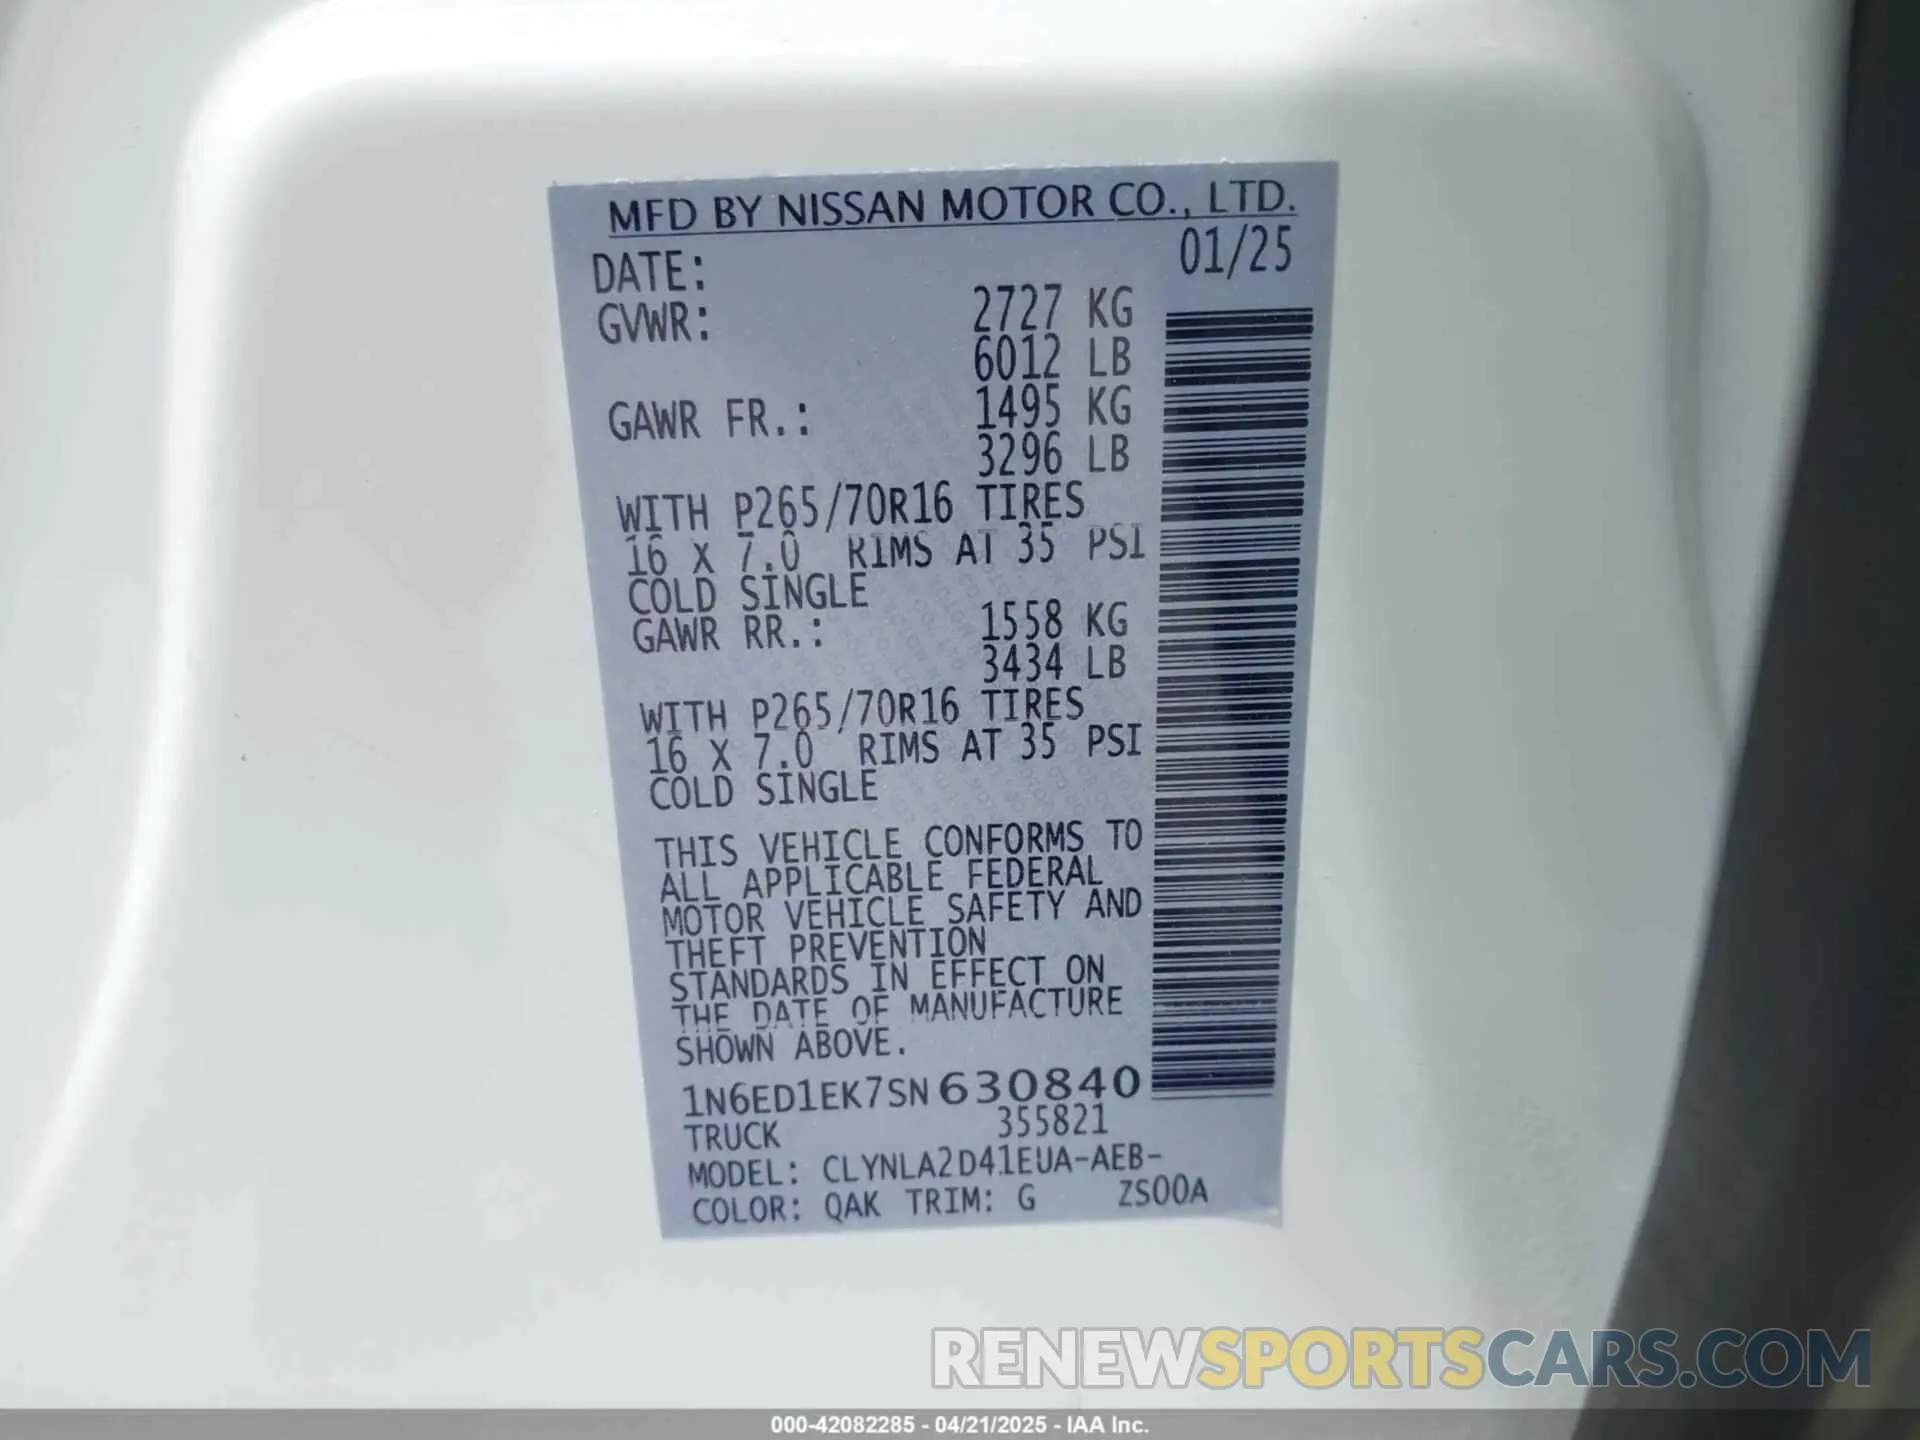 MFD BY NISSAN MOTOR CO., LTD.
DATE: 01/25
GVWR: 2727 KG
6012 LB
GAWR FR.: 1495 KG
3296 LB
WITH P265/70R16 TIRES
16 X 7.0 RIMS AT 35 PSI
COLD SINGLE
GAWR RR.: 1558 KG
3434 LB
WITH P265/70R16 TIRES
16 X 7.0 RIMS AT 35 PSI
COLD SINGLE
THIS VEHICLE CONFORMS TO
ALL APPLICABLE FEDERAL
MOTOR VEHICLE SAFETY AND
THEFT PREVENTION
STANDARDS IN EFFECT ON
THE DATE OF MANUFACTURE
SHOWN ABOVE.
1N6ED1EK7SN630840
TRUCK 355821
MODEL: CLYNLA2D41EUA-AEB-
COLOR: QAK TRIM: G ZS00A
RENEWSPORTSCARS.COM
000-42082285 - 04/21/2025 - IAA Inc.